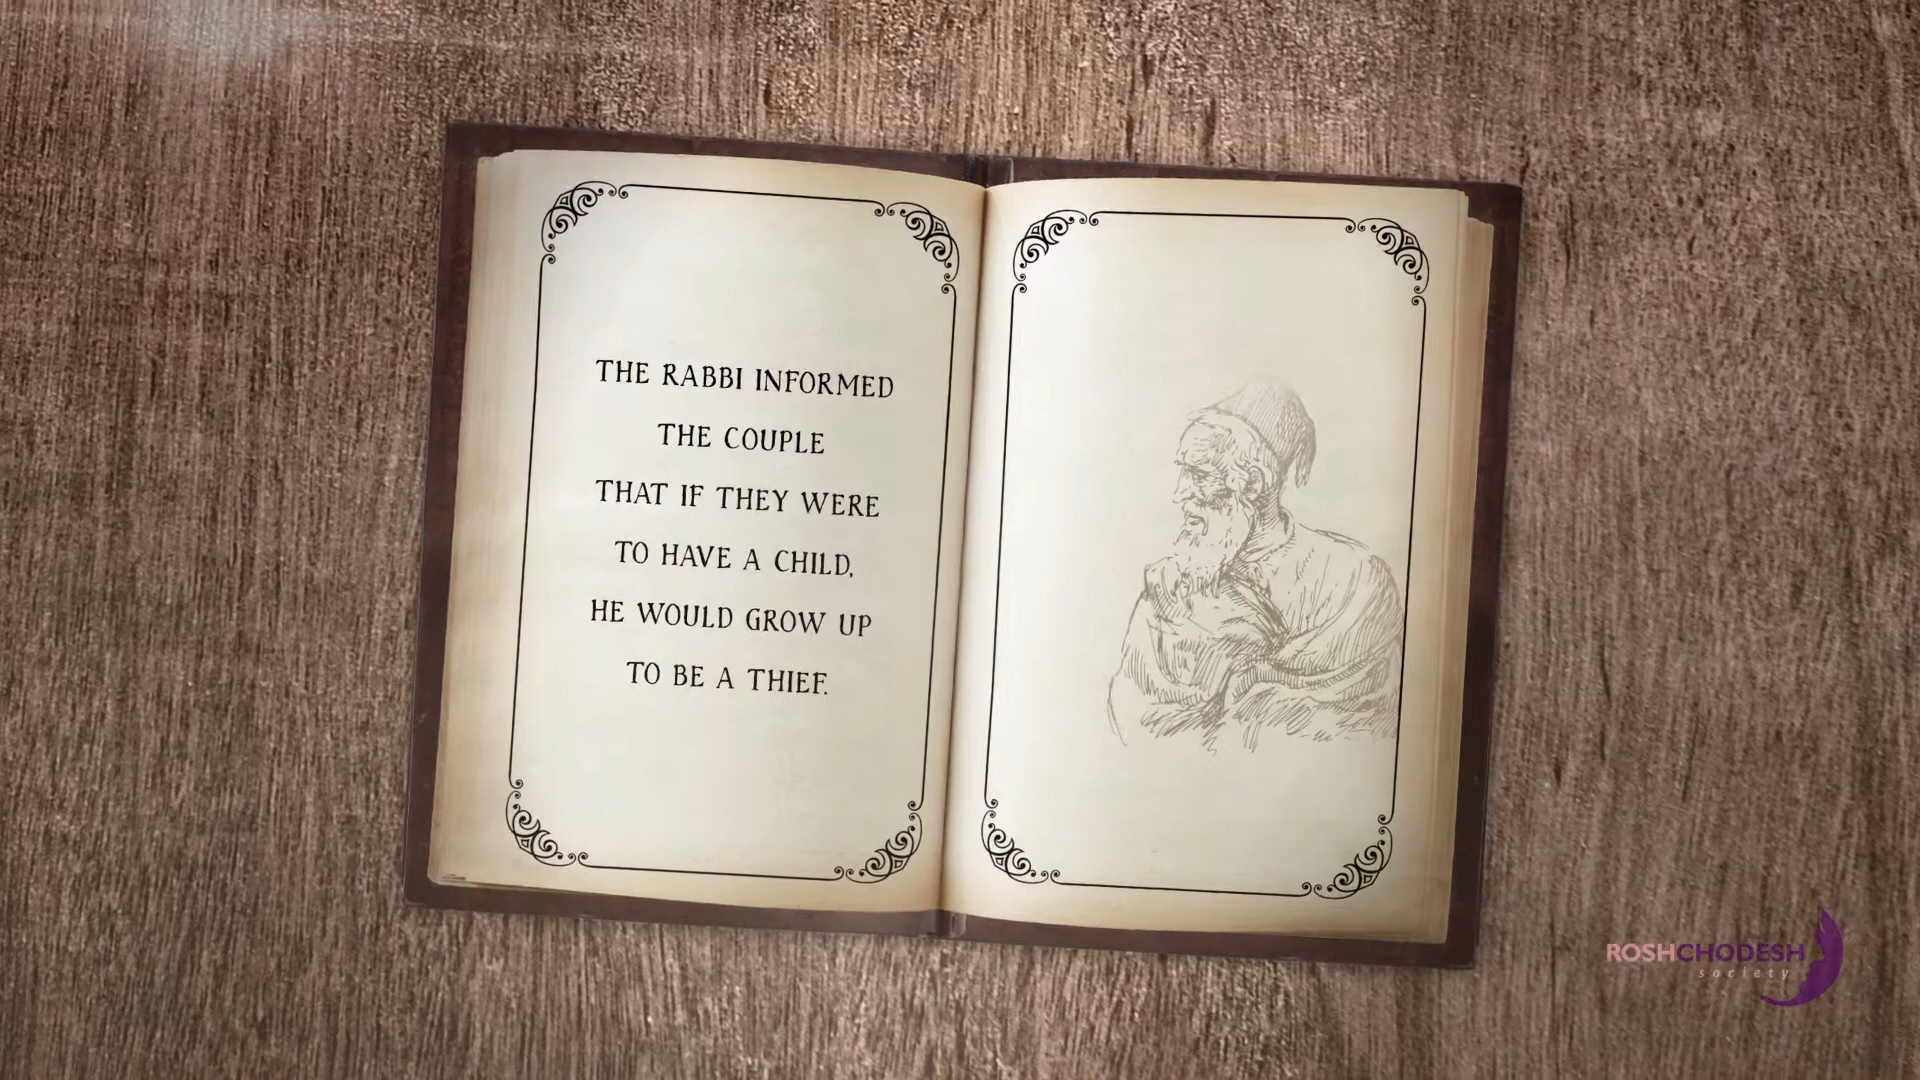 THE RABBI INFORMED
THE COUPLE
THAT IF THEY WERE
TO HAVE A CHILD,
HE WOULD GROW UP
TO BE A THIEF.
ROSHCHODESH
society